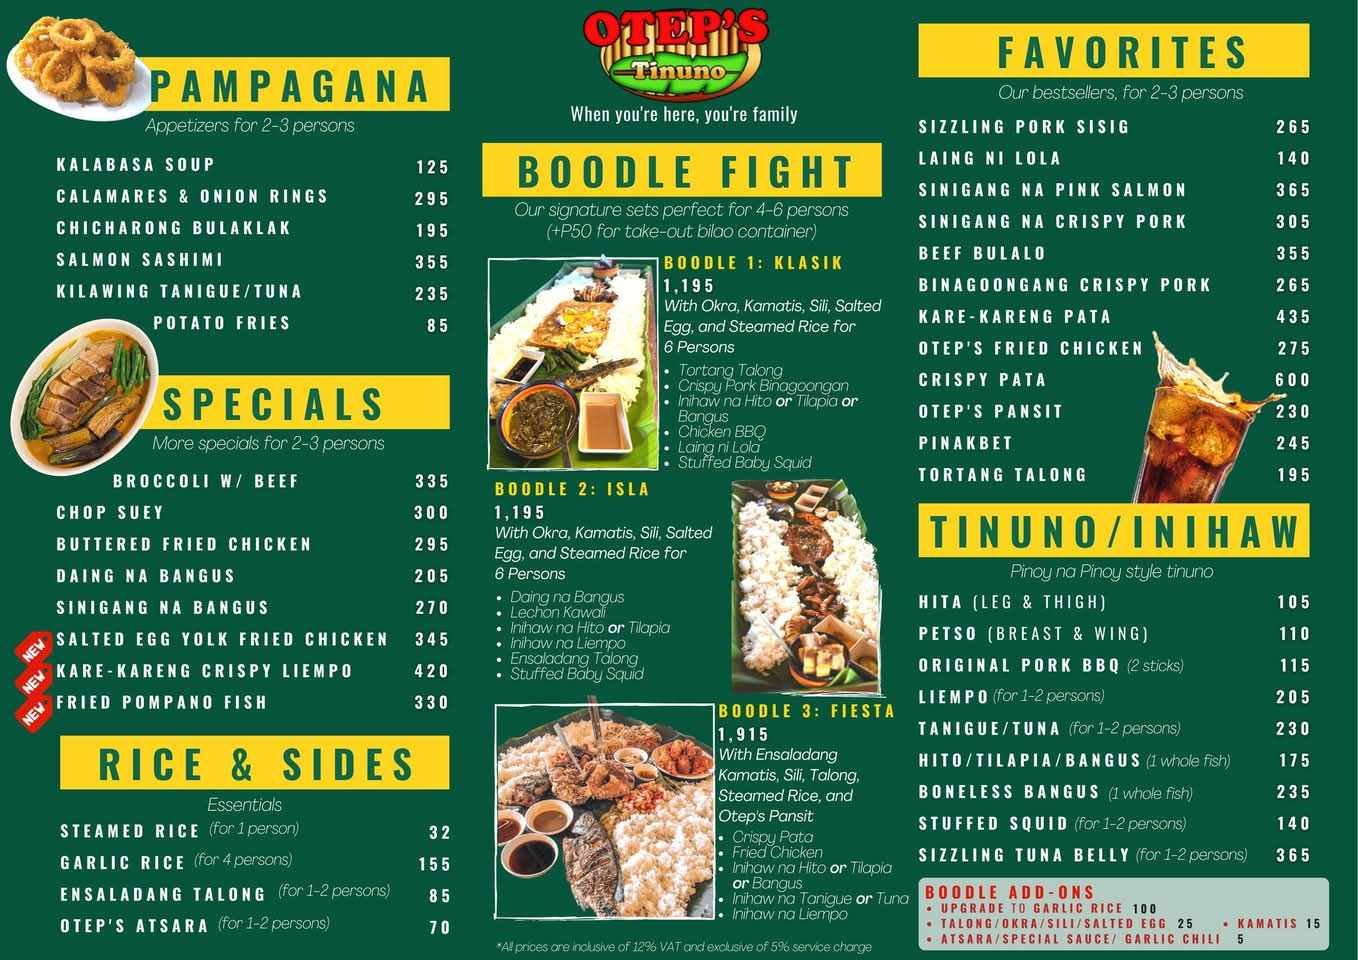 PAMPAGANA
Appetizers for 2-3 persons
KALABASA SOUP 125
CALAMARES & ONION RINGS 295
CHICHARONG BULAKLAK 195
SALMON SASHIMI 355
KILAWING TANIGUE/TUNA 235
POTATO FRIES 85
SPECIALS
More specials for 2-3 persons
BROCCOLI W/ BEEF 335
CHOP SUEY 300
BUTTERED FRIED CHICKEN 295
DAING NA BANGUS 205
SINIGANG NA BANGUS 270
NEW SALTED EGG YOLK FRIED CHICKEN 345
NEW KARE-KARENG CRISPY LIEMPO 420
NEW FRIED POMPANO FISH 330
RICE & SIDES
Essentials
STEAMED RICE (for 1 person) 32
GARLIC RICE (for 4 persons) 155
ENSALADANG TALONG (for 1-2 persons) 85
OTEP'S ATSARA (for 1-2 persons) 70
OTEP'S
Tinuno
When you're here, you're family
BOODLE FIGHT
Our signature sets perfect for 4-6 persons
(+P50 for take-out bilao container)
BOODLE 1: KLASIK
1,195
With Okra, Kamatis, Sili, Salted
Egg, and Steamed Rice for
6 Persons
• Tortang Talong
• Crispy Pork Binagoongan
• Inihaw na Hito or Tilapia or
Bangus
• Chicken BBQ
• Laing ni Lola
• Stuffed Baby Squid
BOODLE 2: ISLA
1,195
With Okra, Kamatis, Sili, Salted
Egg, and Steamed Rice for
6 Persons
• Daing na Bangus
• Lechon Kawali
• Inihaw na Hito or Tilapia
• Inihaw na Liempo
• Ensaladang Talong
• Stuffed Baby Squid
BOODLE 3: FIESTA
1,915
With Ensaladang
Kamatis, Sili, Talong,
Steamed Rice, and
Otep's Pansit
• Crispy Pata
• Fried Chicken
• Inihaw na Hito or Tilapia
or Bangus
• Inihaw na Tanigue or Tuna
• Inihaw na Liempo
*All prices are inclusive of 12% VAT and exclusive of 5% service charge
FAVORITES
Our bestsellers, for 2-3 persons
SIZZLING PORK SISIG 265
LAING NI LOLA 140
SINIGANG NA PINK SALMON 365
SINIGANG NA CRISPY PORK 305
BEEF BULALO 355
BINAGOONGANG CRISPY PORK 265
KARE-KARENG PATA 435
OTEP'S FRIED CHICKEN 275
CRISPY PATA 600
OTEP'S PANSIT 230
PINAKBET 245
TORTANG TALONG 195
TINUNO/INIHAW
Pinoy na Pinoy style tinuno
HITA (LEG & THIGH) 105
PETSO (BREAST & WING) 110
ORIGINAL PORK BBQ (2 sticks) 115
LIEMPO (for 1-2 persons) 205
TANIGUE/TUNA (for 1-2 persons) 230
HITO/TILAPIA/BANGUS (1 whole fish) 175
BONELESS BANGUS (1 whole fish) 235
STUFFED SQUID (for 1-2 persons) 140
SIZZLING TUNA BELLY (for 1-2 persons) 365
BOODLE ADD-ONS
• UPGRADE TO GARLIC RICE 100
• TALONG/OKRA/SILI/SALTED EGG 25 • KAMATIS 15
• ATSARA/SPECIAL SAUCE/ GARLIC CHILI 5